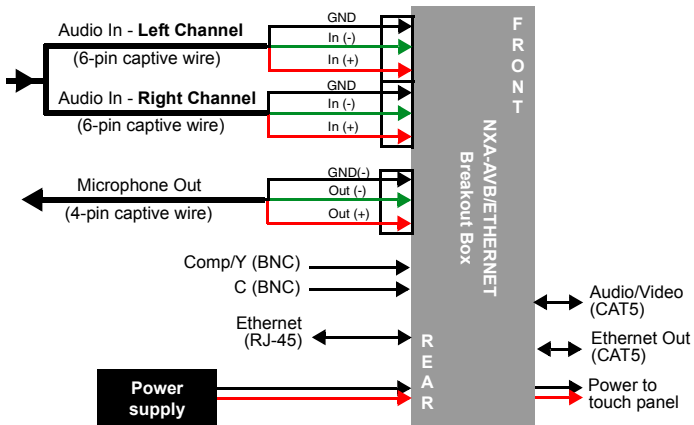 Audio In - Left Channel
(6-pin captive wire)
GND
In (-)
In (+)
Audio In - Right Channel
(6-pin captive wire)
GND
In (-)
In (+)
Microphone Out
(4-pin captive wire)
GND(-)
Out (-)
Out (+)
Comp/Y (BNC)
C (BNC)
Ethernet
(RJ-45)
Power
supply
FRONT
NXA-AVB/ETHERNET
Breakout Box
REAR
Audio/Video
(CAT5)
Ethernet Out
(CAT5)
Power to
touch panel